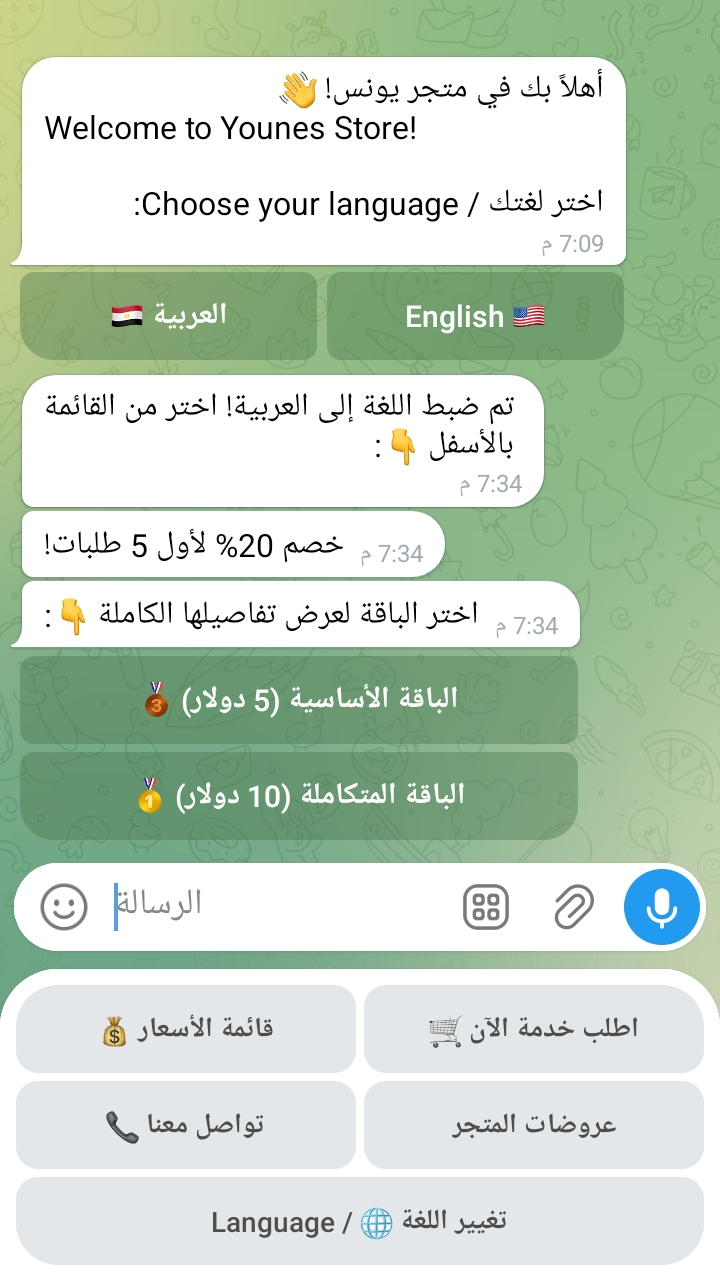 أهلاً بك في متجر يونس! 👋
Welcome to Younes Store!
اختر لغتك / Choose your language:
7:09 م
العربية 🇪🇬
English 🇺🇸
تم ضبط اللغة إلى العربية! اختر من القائمة
بالأسفل 👇 :
7:34 م
خصم 20% لأول 5 طلبات!
7:34 م
اختر الباقة لعرض تفاصيلها الكاملة 👇 :
7:34 م
الباقة الأساسية (5 دولار) 🥉
الباقة المتكاملة (10 دولار) 🥇
الرسالة
اطلب خدمة الآن 🛒
قائمة الأسعار 💰
عروضات المتجر
تواصل معنا 📞
تغيير اللغة 🌐 / Language